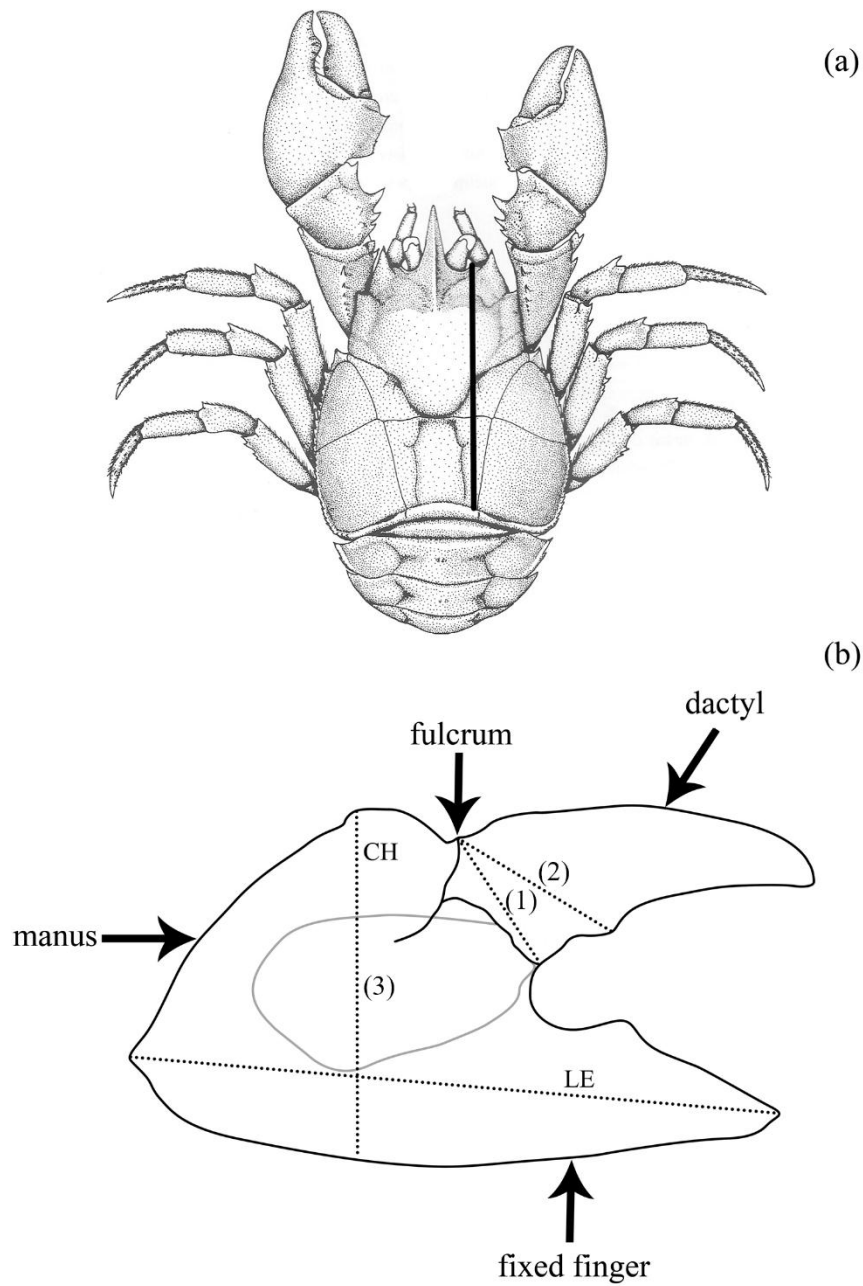 (a)
(b)
dactyl
fulcrum
CH
(2)
(1)
manus
(3)
LE
fixed finger